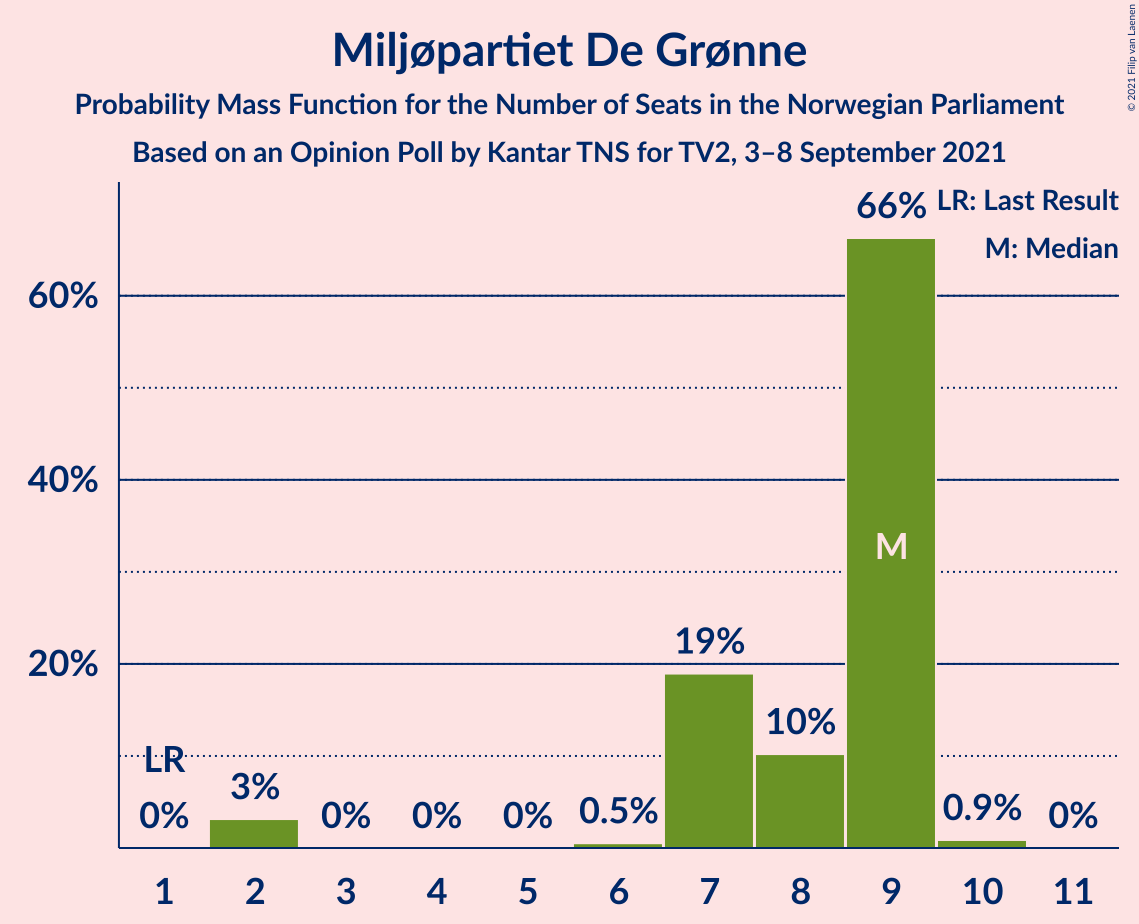 Miljøpartiet De Grønne
Probability Mass Function for the Number of Seats in the Norwegian Parliament
Based on an Opinion Poll by Kantar TNS for TV2, 3–8 September 2021
© 2021 Filip van Laenen
LR: Last Result
M: Median
66%
60%
40%
M
19%
20%
10%
LR
3%
0%
0%
0%
0%
0.5%
0.9%
0%
1 2 3 4 5 6 7 8 9 10 11